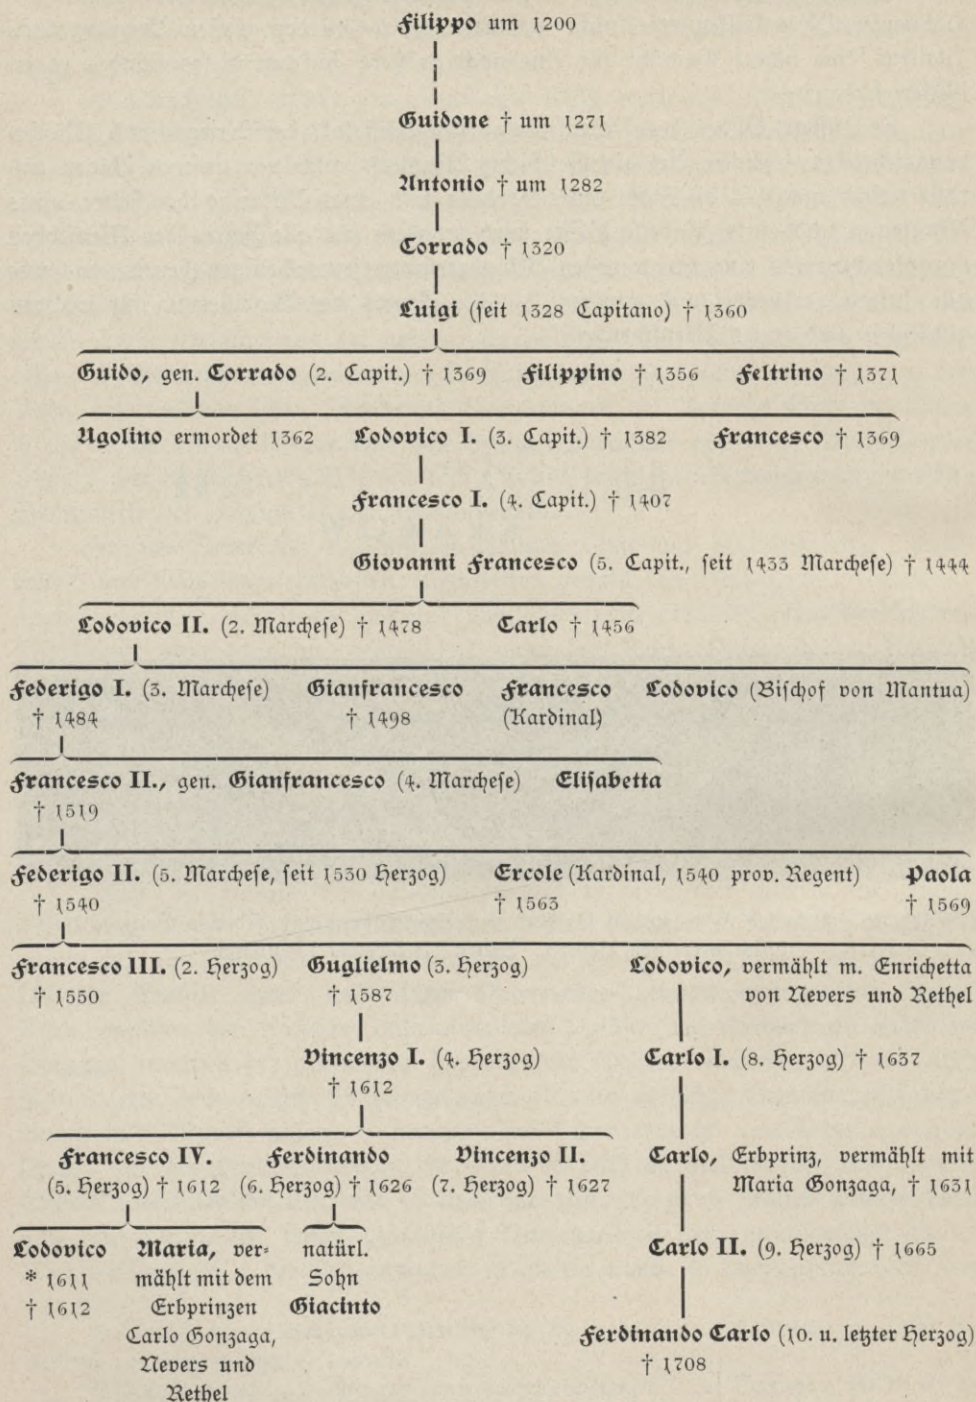 Filippo um 1200
Guidone † um 1271
Antonio † um 1282
Corrado † 1320
Luigi (seit 1328 Capitano) † 1360
Guido, gen. Corrado (2. Capit.) † 1369 Filippino † 1356 Feltrino † 1371
Ugolino ermordet 1362 Lodovico I. (3. Capit.) † 1382 Francesco † 1369
Francesco I. (4. Capit.) † 1407
Giovanni Francesco (5. Capit., seit 1433 Marchese) † 1444
Lodovico II. (2. Marchese) † 1478 Carlo † 1456
Federigo I. (3. Marchese) Gianfrancesco Francesco Lodovico (Bischof von Mantua)
† 1484 † 1498 (Kardinal)
Francesco II., gen. Gianfrancesco (4. Marchese) Elisabetta
† 1519
Federigo II. (5. Marchese, seit 1530 Herzog) Ercole (Kardinal, 1540 prov. Regent) Paola
† 1540 † 1563 † 1569
Francesco III. (2. Herzog) Guglielmo (3. Herzog) Lodovico, vermählt m. Enrichetta
† 1550 † 1587 von Nevers und Rethel
Vincenzo I. (4. Herzog) Carlo I. (8. Herzog) † 1637
† 1612
Francesco IV. Ferdinando Vincenzo II. Carlo, Erbprinz, vermählt mit
(5. Herzog) † 1612 (6. Herzog) † 1626 (7. Herzog) † 1627 Maria Gonzaga, † 1631
Lodovico Maria, ver- natürl. Carlo II. (9. Herzog) † 1665
* 1611 mählt mit dem Sohn
† 1612 Erbprinzen Giacinto
Carlo Gonzaga, Ferdinando Carlo (10. u. letzter Herzog)
Nevers und † 1708
Rethel